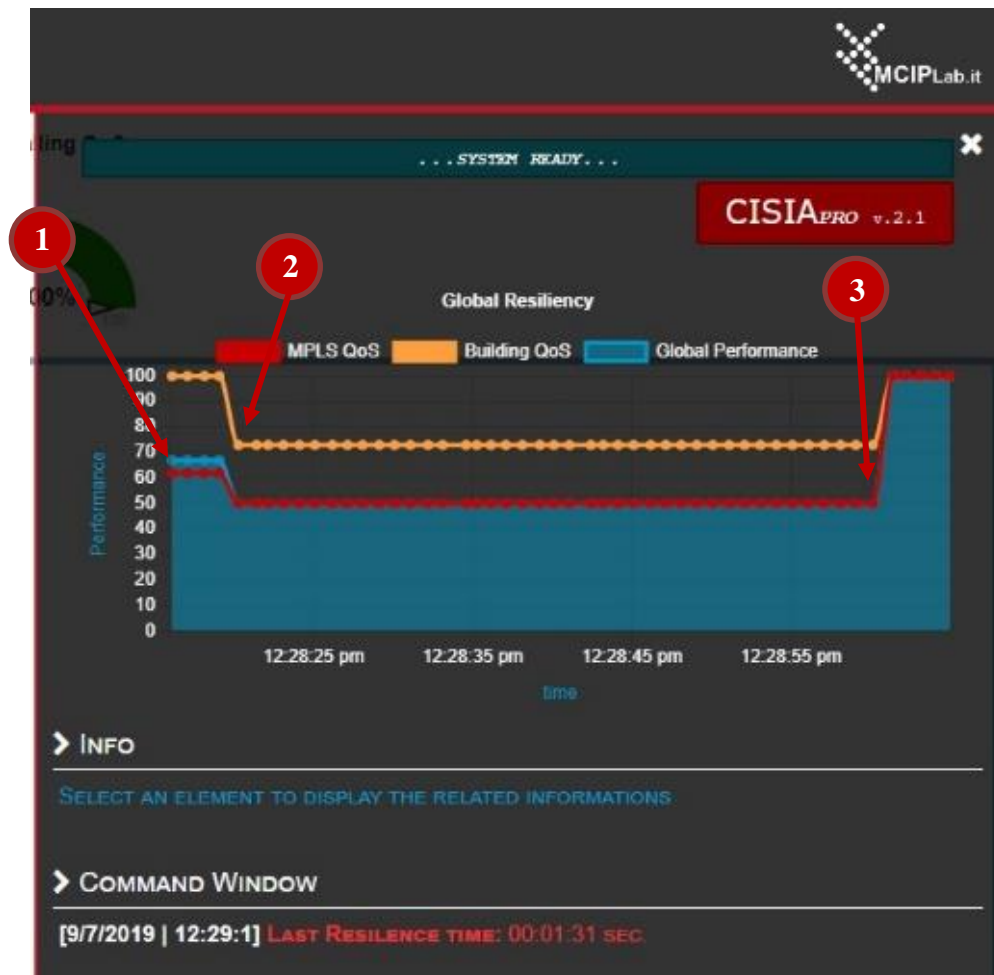 MCIPLab.it
...SYSTEM READY...
CISIAPRO v.2.1
1
2
3
00%
Global Resiliency
MPLS QoS Building QoS Global Performance
100
90
80
70
60
50
40
30
20
10
0
Performance
12:28:25 pm 12:28:35 pm 12:28:45 pm 12:28:55 pm
time
INFO
SELECT AN ELEMENT TO DISPLAY THE RELATED INFORMATIONS
COMMAND WINDOW
[9/7/2019 | 12:29:1] LAST RESILENCE TIME: 00:01:31 SEC.